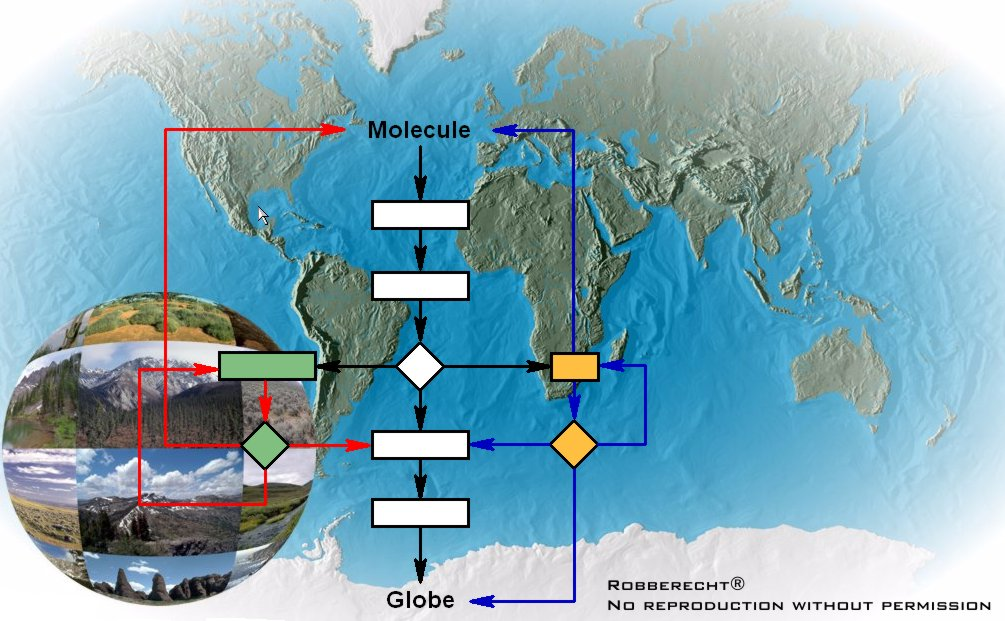 Molecule
Globe
Robberecht®
No reproduction without permission